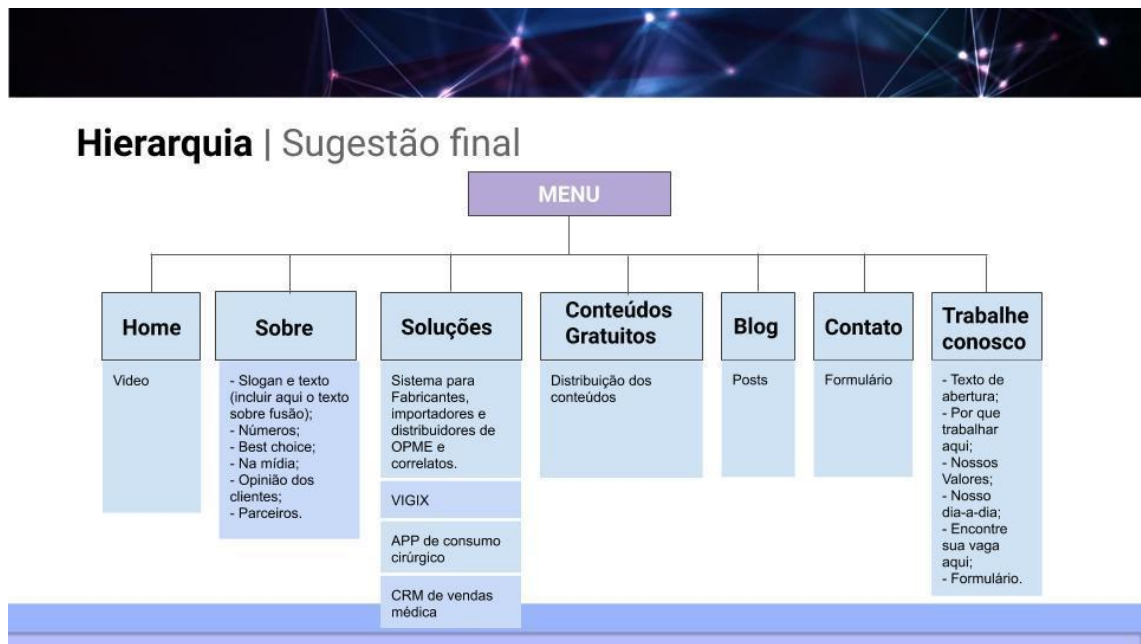 Hierarquia | Sugestão final
MENU
Home
Video
Sobre
- Slogan e texto
(incluir aqui o texto
sobre fusão);
- Números;
- Best choice;
- Na mídia;
- Opinião dos
clientes;
- Parceiros.
Soluções
Sistema para
Fabricantes,
importadores e
distribuidores de
OPME e
correlatos.
VIGIX
APP de consumo
cirúrgico
CRM de vendas
médica
Conteúdos
Gratuitos
Distribuição dos
conteúdos
Blog
Posts
Contato
Formulário
Trabalhe
conosco
- Texto de
abertura;
- Por que
trabalhar
aqui;
- Nossos
Valores;
- Nosso
dia-a-dia;
- Encontre
sua vaga
aqui;
- Formulário.